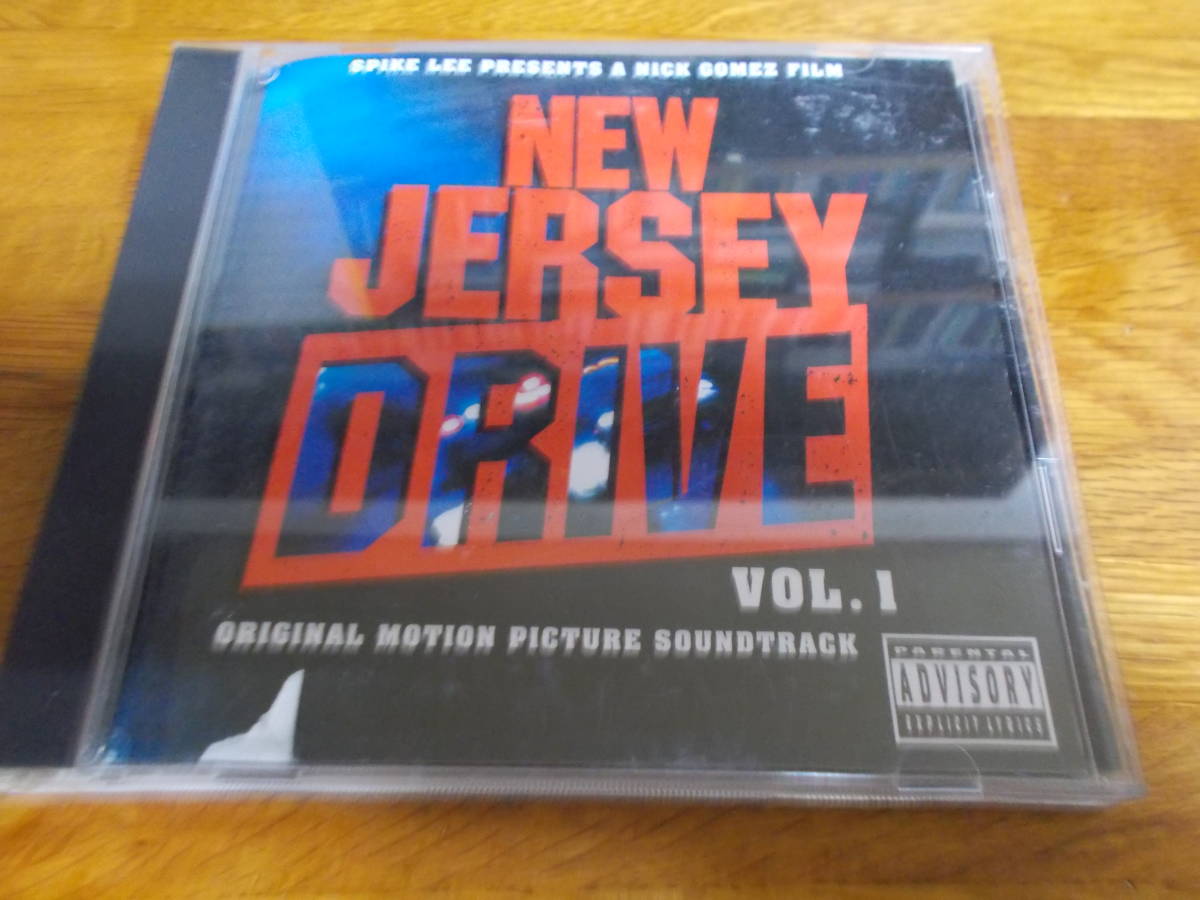 SPIKE LEE PRESENTS A NICK GOMEZ FILM
NEW
JERSEY
DRIVE
VOL. 1
ORIGINAL MOTION PICTURE SOUNDTRACK
PARENTAL
ADVISORY
EXPLICIT LYRICS